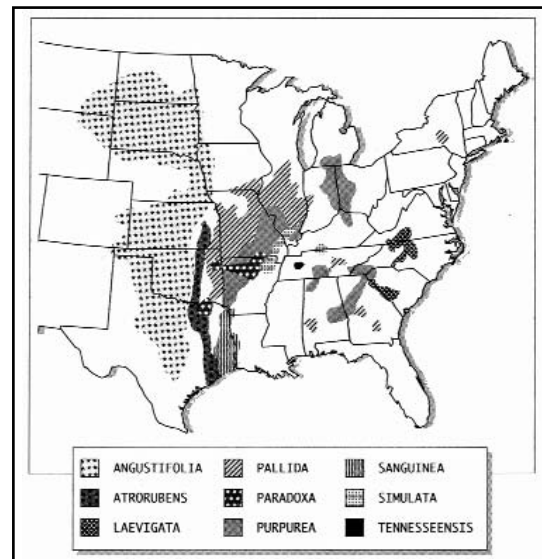 ANGUSTIFOLIA PALLIDA SANGUINEA
ATRORUBENS PARADOXA SIMULATA
LAEVIGATA PURPUREA TENNESSEENSIS